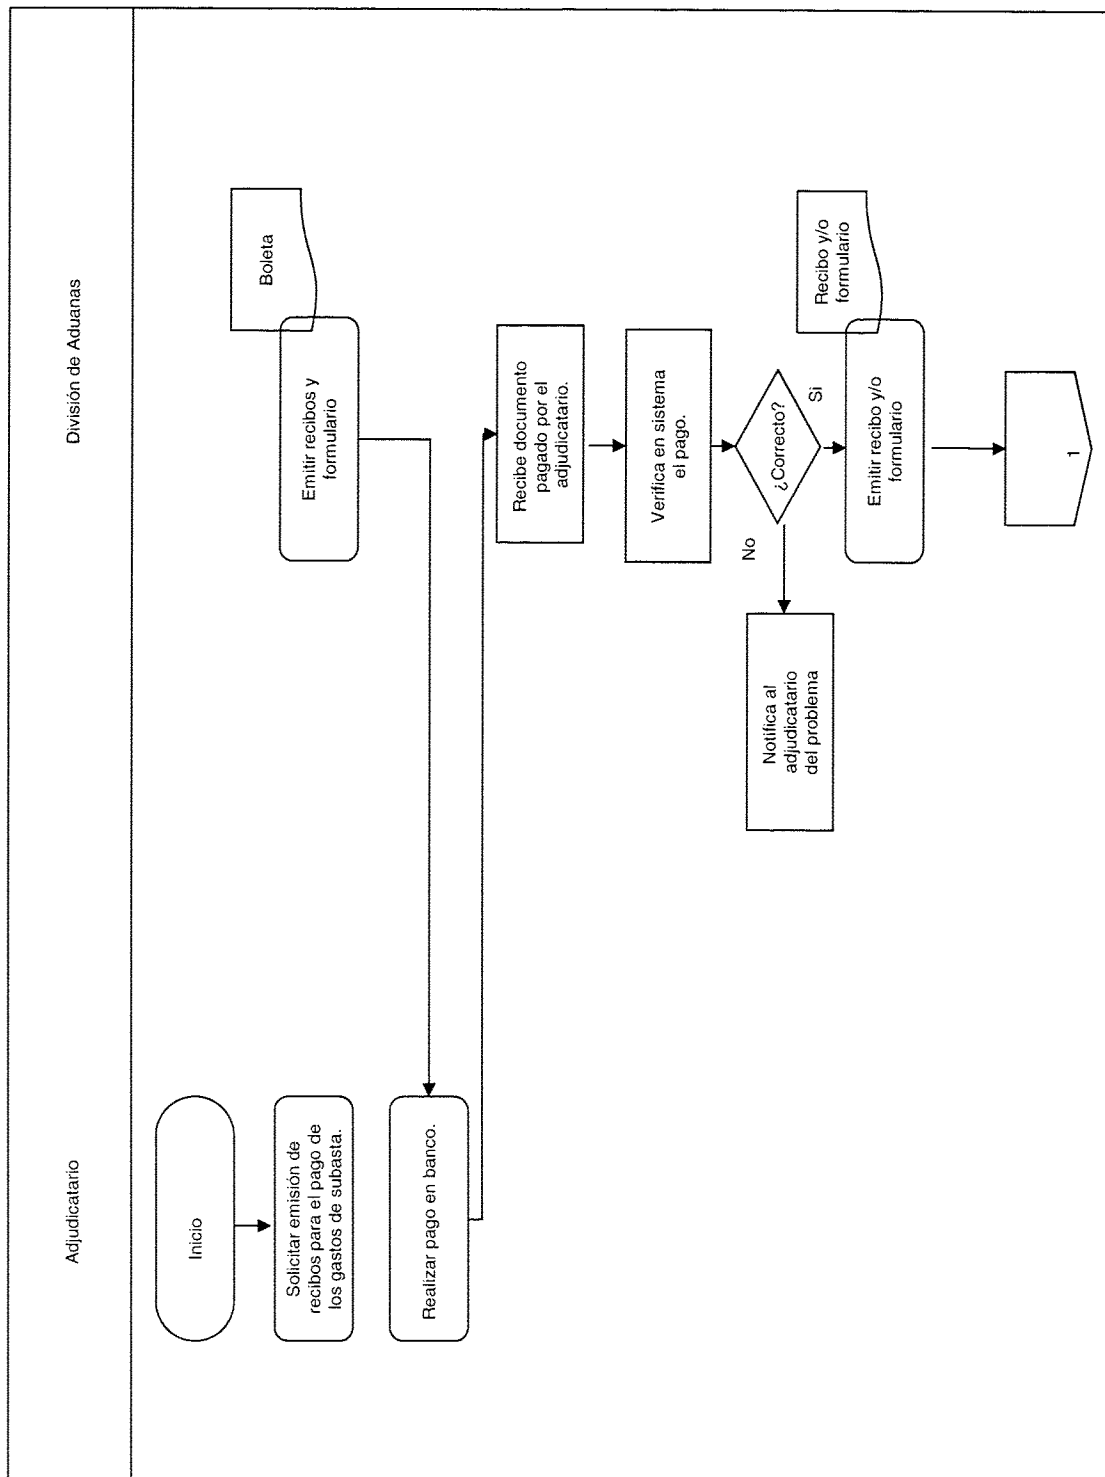 Adjudicatario
División de Aduanas
Inicio
Solicitar emisión de
recibos para el pago de
los gastos de subasta.
Boleta
Emitir recibos y
formulario
Realizar pago en banco.
Recibe documento
pagado por el
adjudicatario.
Verifica en sistema
el pago.
¿Correcto?
No
Si
Notifica al
adjudicatario
del problema
Recibo y/o
formulario
Emitir recibo y/o
formulario
1